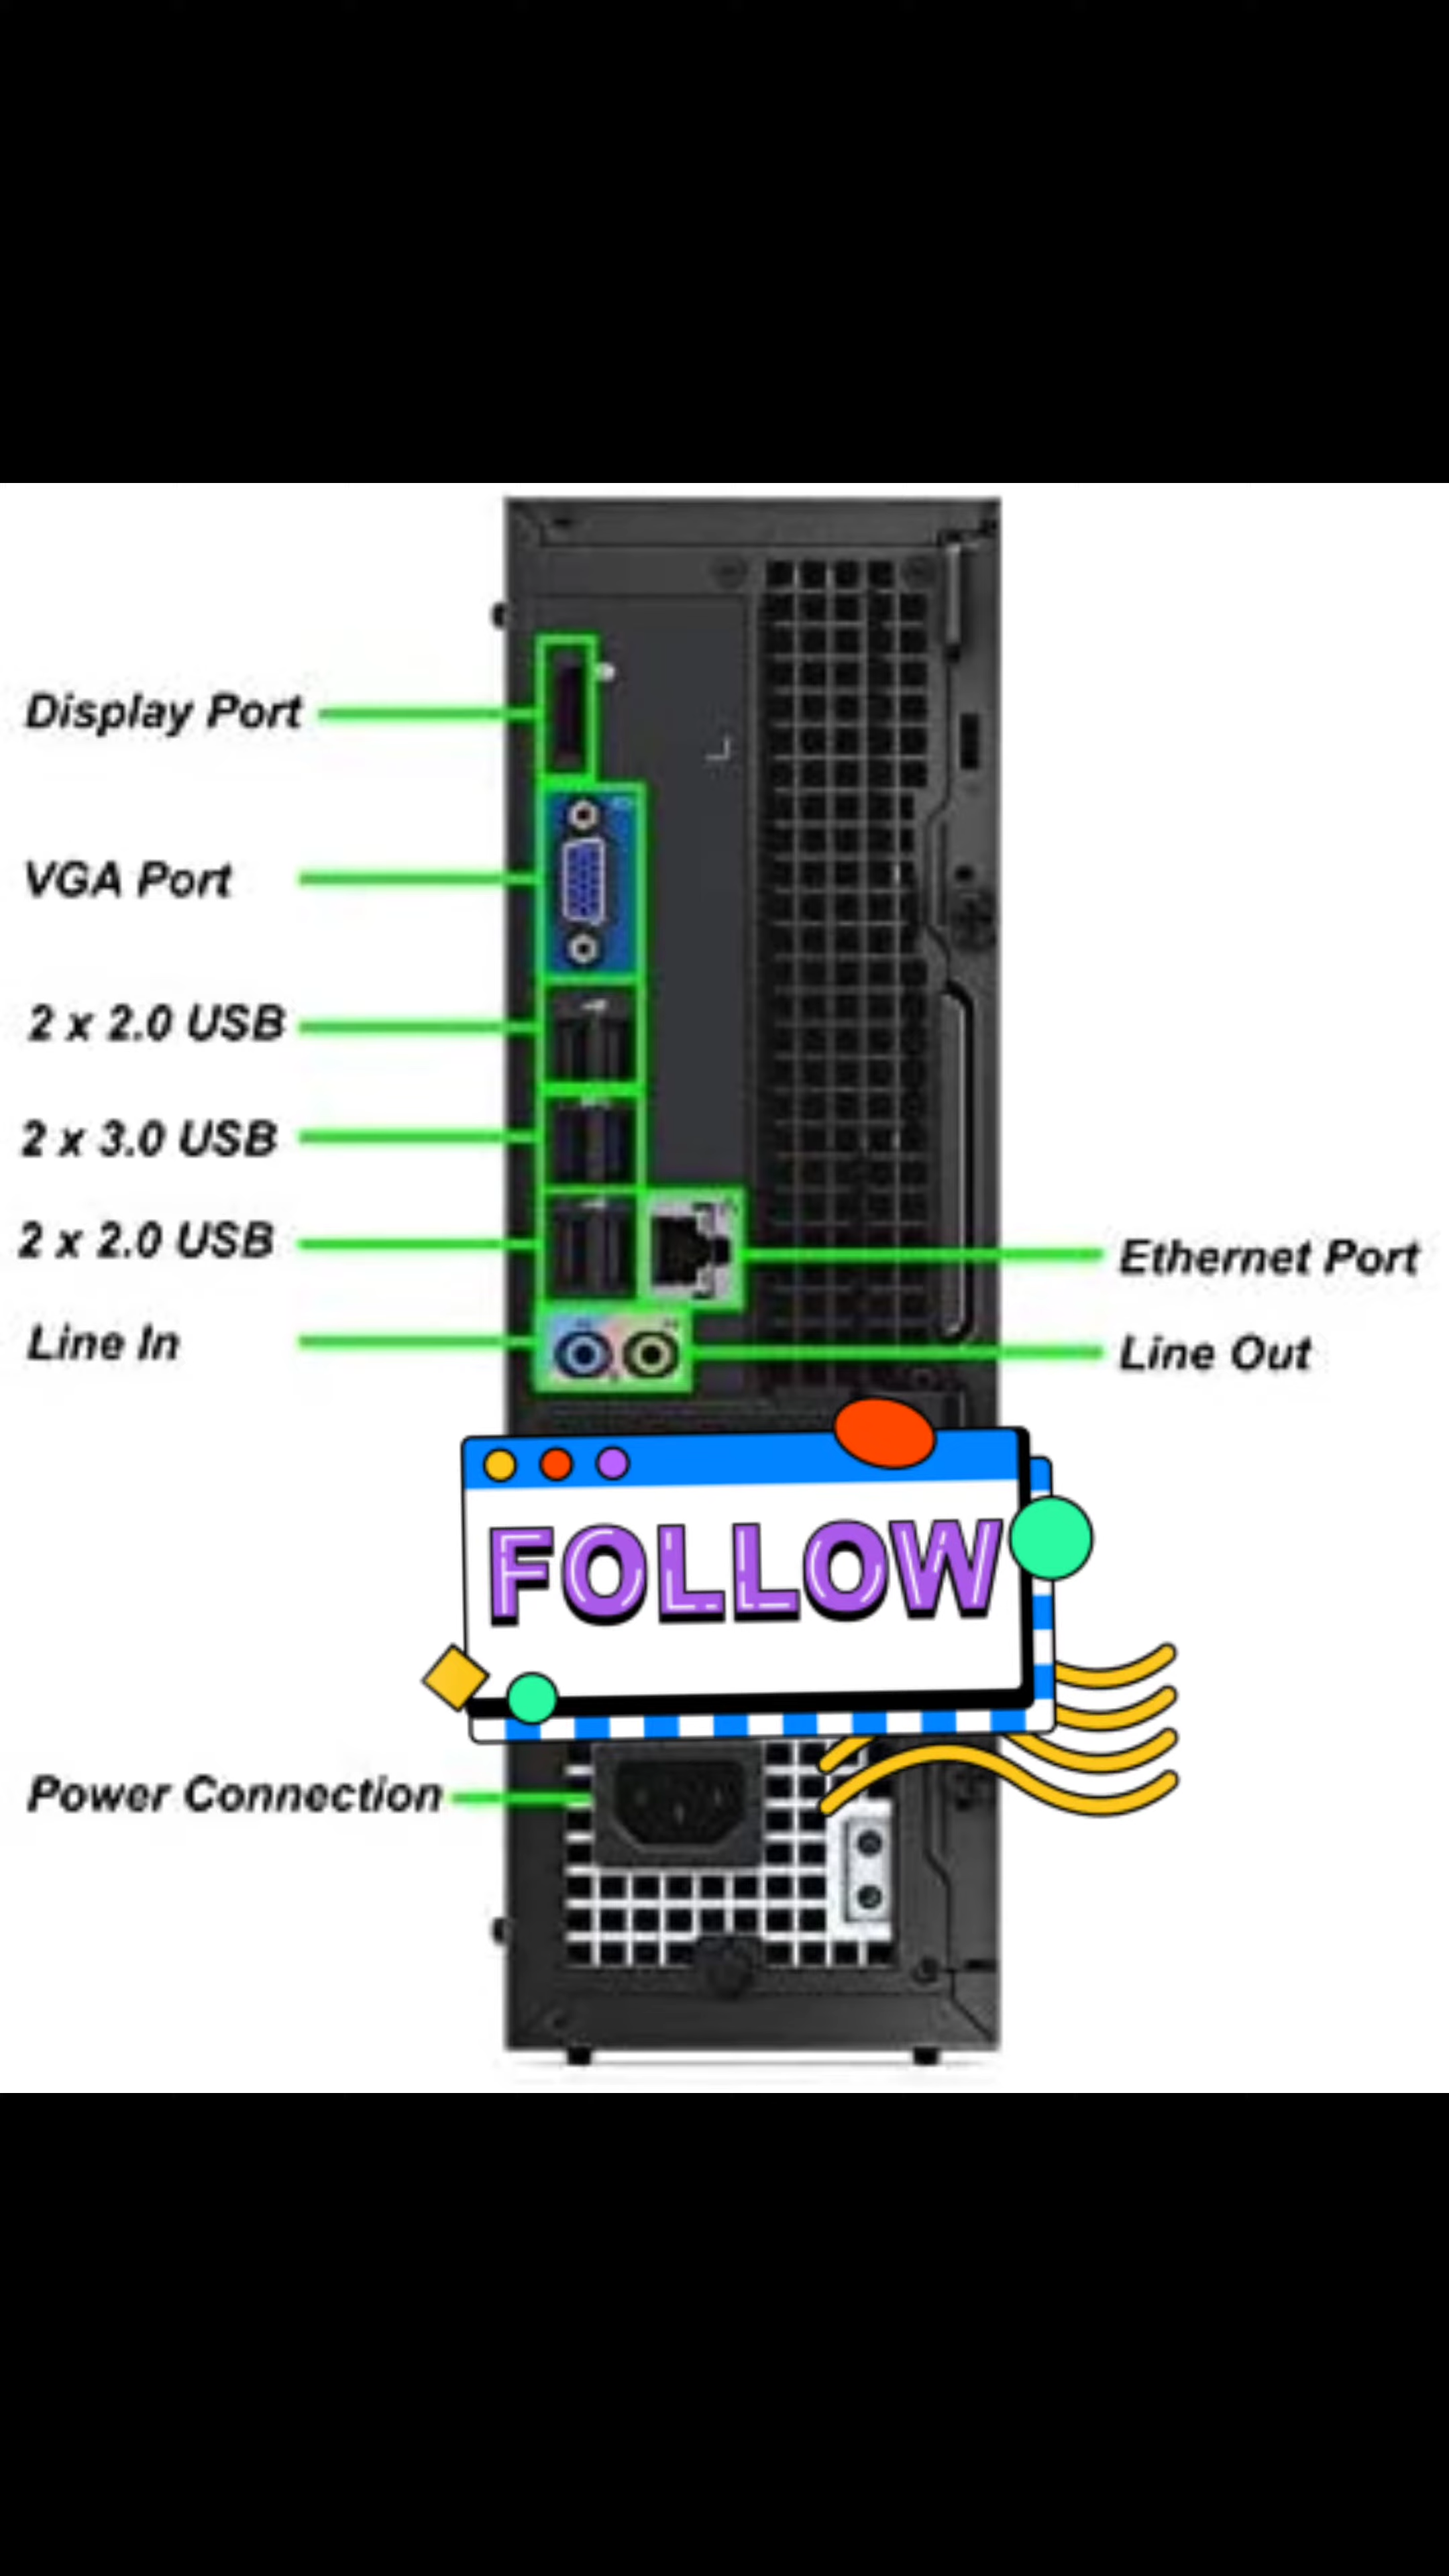 Display Port
VGA Port
2 x 2.0 USB
2 x 3.0 USB
2 x 2.0 USB
Ethernet Port
Line In
Line Out
FOLLOW
Power Connection